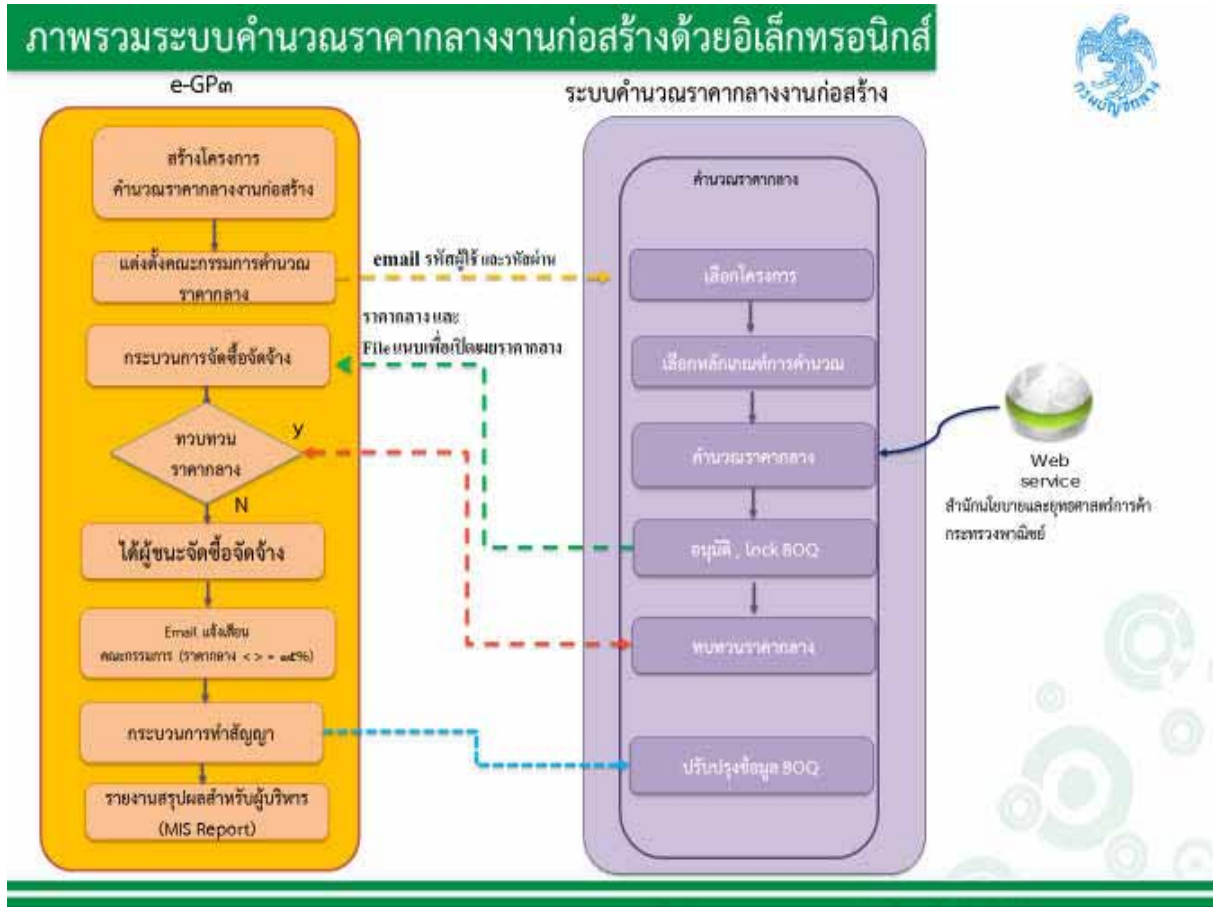 ภาพรวมระบบคำนวณราคากลางงานก่อสร้างด้วยอิเล็กทรอนิกส์
กรมบัญชีกลาง
e-GP๓
สร้างโครงการ
คำนวณราคากลางงานก่อสร้าง
แต่งตั้งคณะกรรมการคำนวณ
ราคากลาง
กระบวนการจัดซื้อจัดจ้าง
ทวบทวน
ราคากลาง
y
N
ได้ผู้ชนะจัดซื้อจัดจ้าง
Email แจ้งเตือน
คณะกรรมการ (ราคากลาง < > = ๑๕%)
กระบวนการทำสัญญา
รายงานสรุปผลสำหรับผู้บริหาร
(MIS Report)
email รหัสผู้ใช้ และรหัสผ่าน
ราคากลาง และ
File แนบเพื่อเปิดเผยราคากลาง
ระบบคำนวณราคากลางงานก่อสร้าง
คำนวณราคากลาง
เลือกโครงการ
เลือกหลักเกณฑ์การคำนวณ
คำนวณราคากลาง
อนุมัติ , lock BOQ
ทบทวนราคากลาง
ปรับปรุงข้อมูล BOQ
Web
service
สำนักนโยบายและยุทธศาสตร์การค้า
กระทรวงพาณิชย์